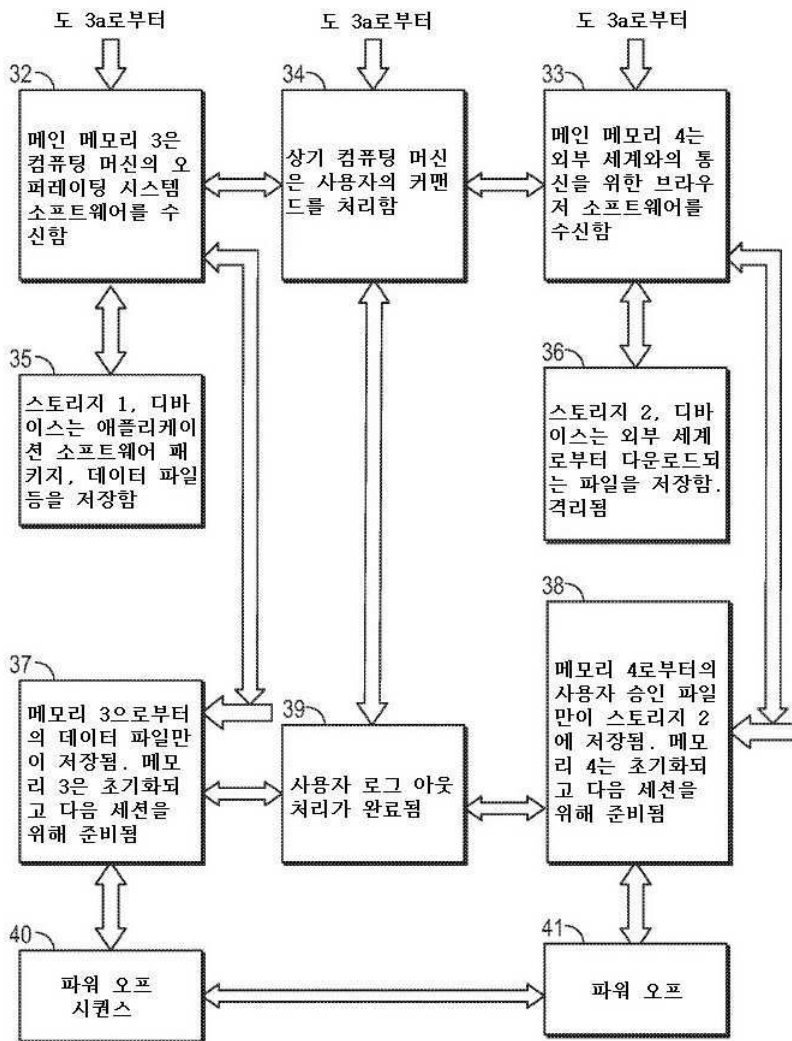 도 3a로부터
도 3a로부터
도 3a로부터
32
메인 메모리 3은
컴퓨팅 머신의 오
퍼레이팅 시스템
소프트웨어를 수
신함
34
상기 컴퓨팅 머신
은 사용자의 커맨
드를 처리함
33
메인 메모리 4는
외부 세계와의 통
신을 위한 브라우
저 소프트웨어를
수신함
35
스토리지 1, 디바
이스는 애플리케이
션 소프트웨어 패
키지, 데이터 파일
등을 저장함
36
스토리지 2, 디바
이스는 외부 세계
로부터 다운로드되
는 파일을 저장함.
격리됨
37
메모리 3으로부터
의 데이터 파일만
이 저장됨. 메모
리 3은 초기화되
고 다음 세션을
위해 준비됨
39
사용자 로그 아웃
처리가 완료됨
38
메모리 4로부터의
사용자 승인 파일
만이 스토리지 2
에 저장됨. 메모
리 4는 초기화되
고 다음 세션을
위해 준비됨
40
파워 오프
시퀀스
41
파워 오프